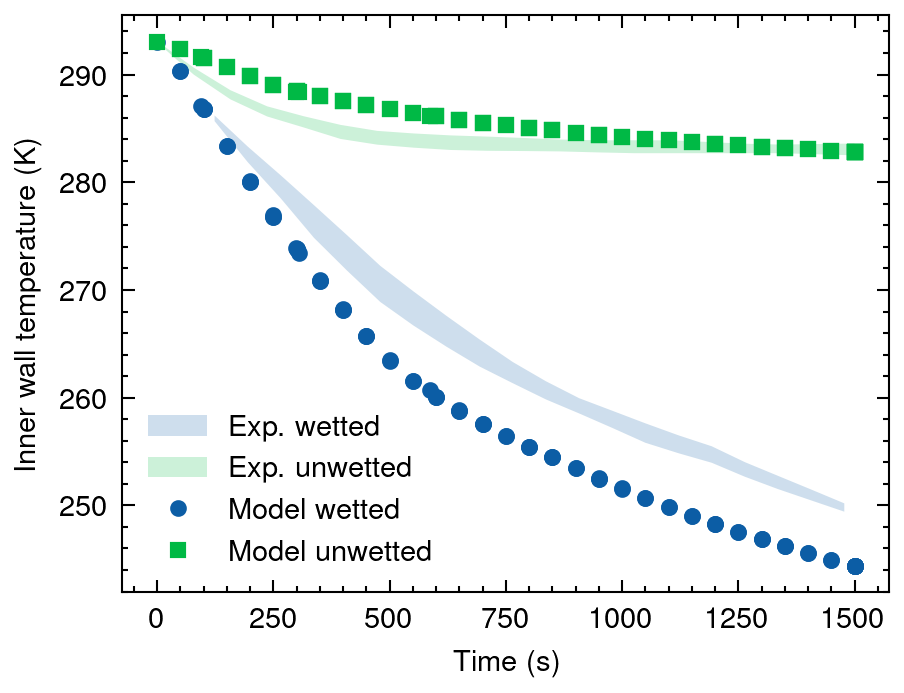 290
280
270
260
250
Inner wall temperature (K)
Exp. wetted
Exp. unwetted
Model wetted
Model unwetted
0
250
500
750
1000
1250
1500
Time (s)